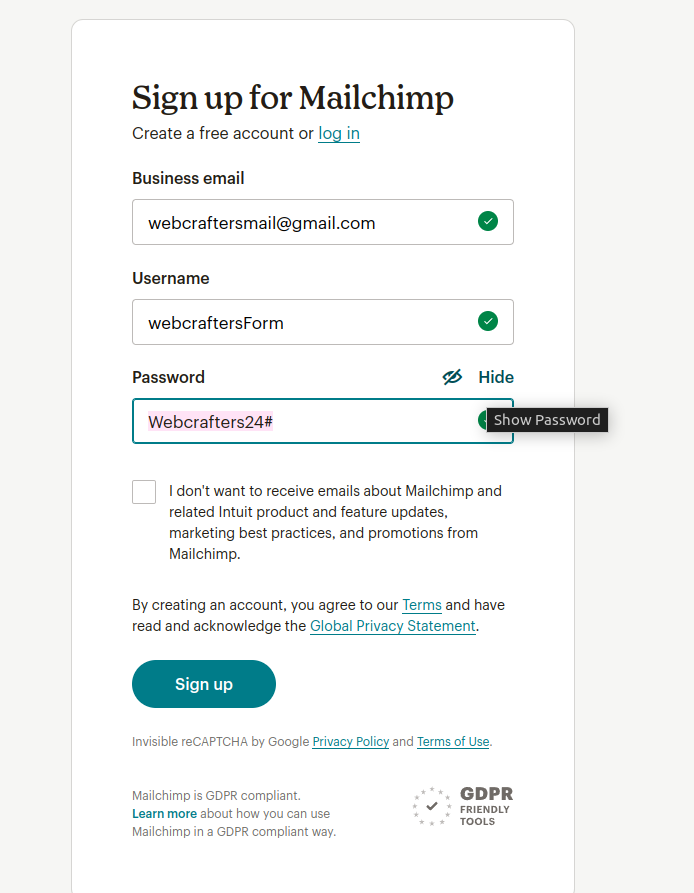 Sign up for Mailchimp
Create a free account or log in
Business email
webcraftersmail@gmail.com
Username
webcraftersForm
Password Hide
Webcrafters24#
Show Password
I don't want to receive emails about Mailchimp and
related Intuit product and feature updates,
marketing best practices, and promotions from
Mailchimp.
By creating an account, you agree to our Terms and have
read and acknowledge the Global Privacy Statement.
Sign up
Invisible reCAPTCHA by Google Privacy Policy and Terms of Use.
Mailchimp is GDPR compliant.
Learn more about how you can use
Mailchimp in a GDPR compliant way.
GDPR
FRIENDLY
TOOLS